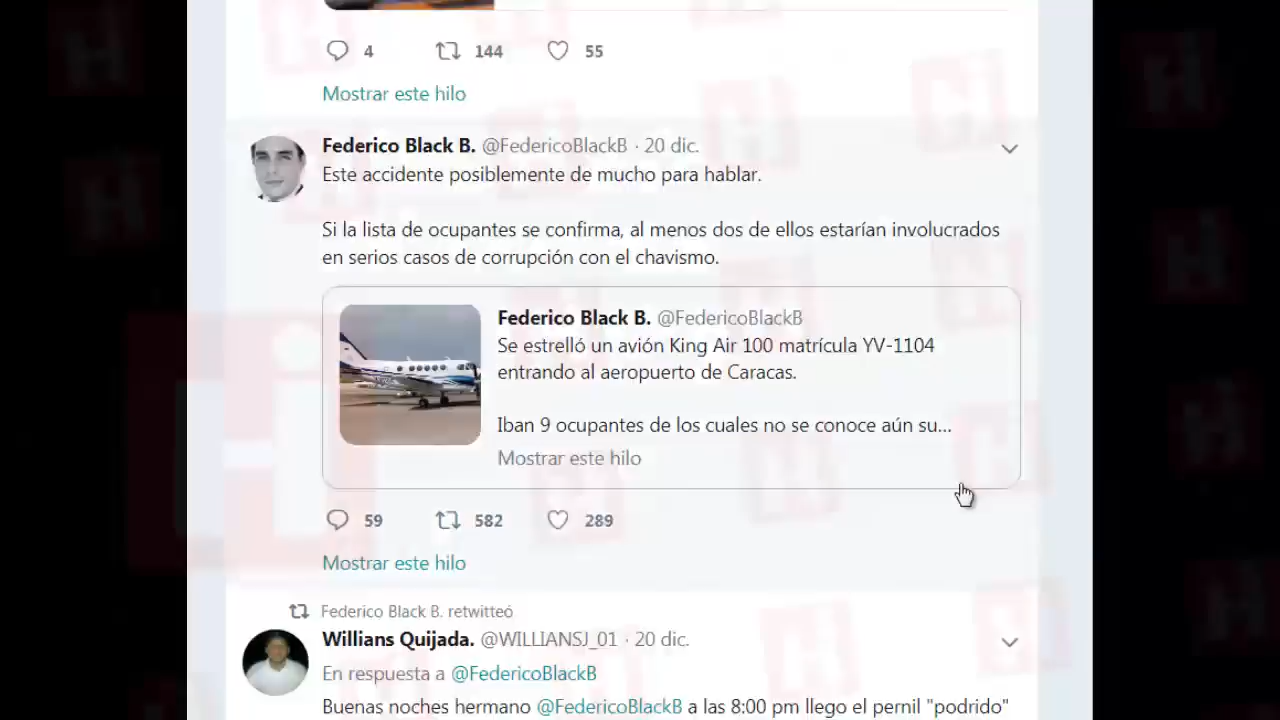 4 144 55
Mostrar este hilo
Federico Black B. @FedericoBlackB · 20 dic.
Este accidente posiblemente de mucho para hablar.
Si la lista de ocupantes se confirma, al menos dos de ellos estarían involucrados
en serios casos de corrupción con el chavismo.
Federico Black B. @FedericoBlackB
Se estrelló un avión King Air 100 matrícula YV-1104
entrando al aeropuerto de Caracas.
Iban 9 ocupantes de los cuales no se conoce aún su...
Mostrar este hilo
59 582 289
Mostrar este hilo
Federico Black B. retwitteó
Willians Quijada. @WILLIANSJ_01 · 20 dic.
En respuesta a @FedericoBlackB
Buenas noches hermano @FedericoBlackB a las 8:00 pm llego el pernil "podrido"